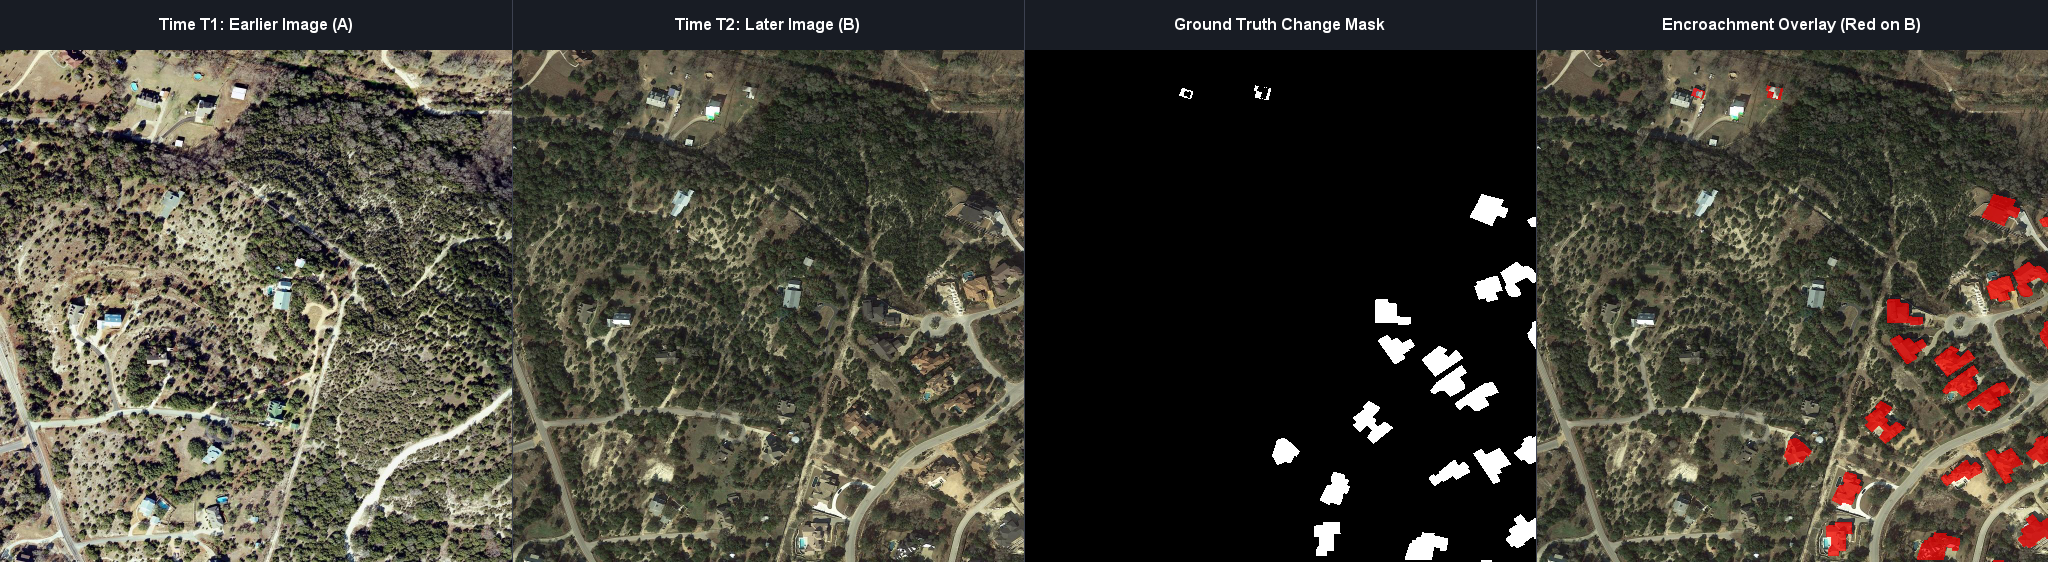 Time T1: Earlier Image (A)
Time T2: Later Image (B)
Ground Truth Change Mask
Encroachment Overlay (Red on B)